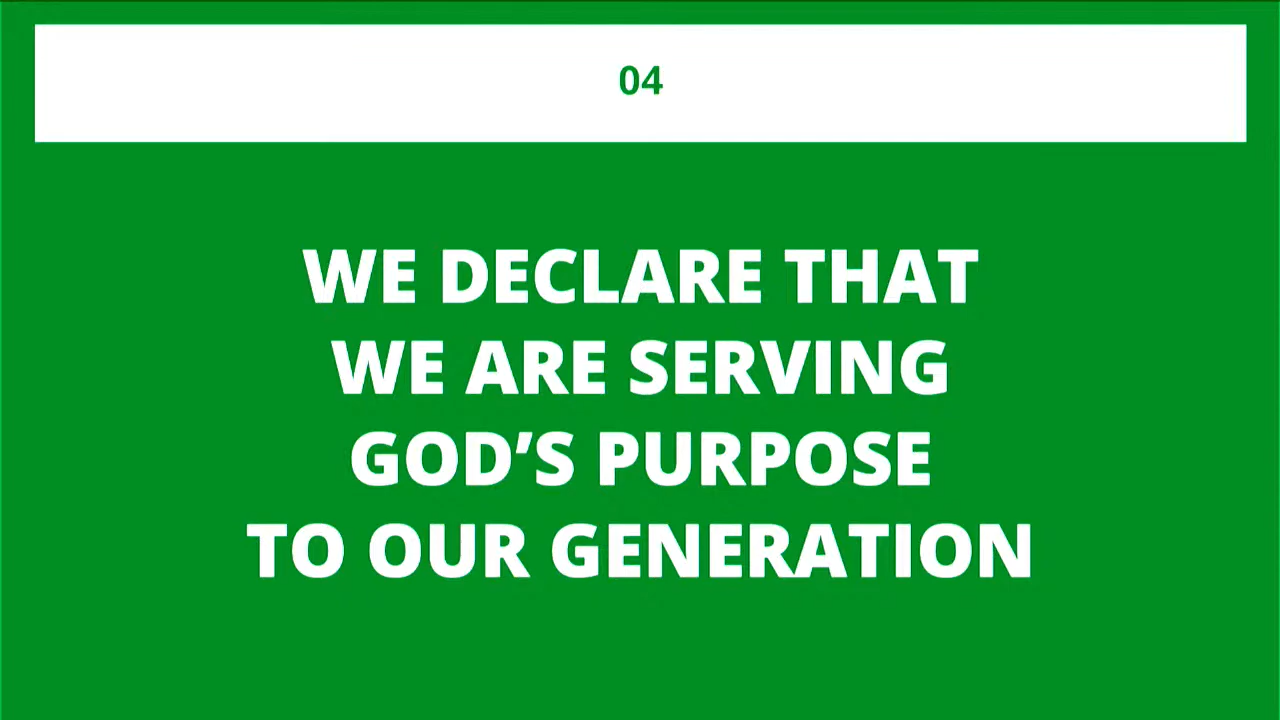 04
WE DECLARE THAT
WE ARE SERVING
GOD’S PURPOSE
TO OUR GENERATION